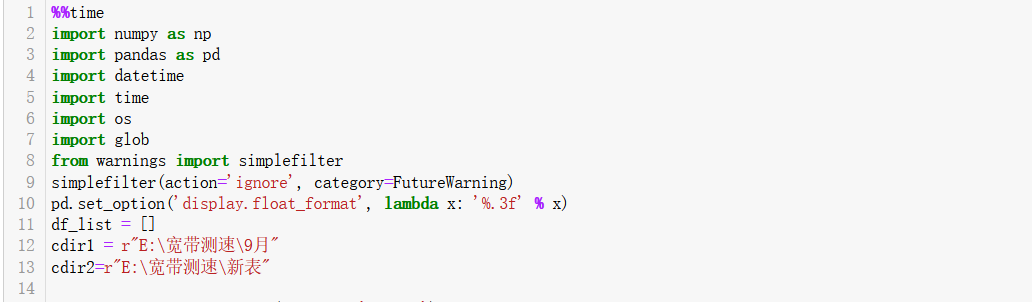 1 %%time
2 import numpy as np
3 import pandas as pd
4 import datetime
5 import time
6 import os
7 import glob
8 from warnings import simplefilter
9 simplefilter(action='ignore', category=FutureWarning)
10 pd.set_option('display.float_format', lambda x: '%.3f' % x)
11 df_list = []
12 cdir1 = r"E:\宽带测速\9月"
13 cdir2=r"E:\宽带测速\新表"
14